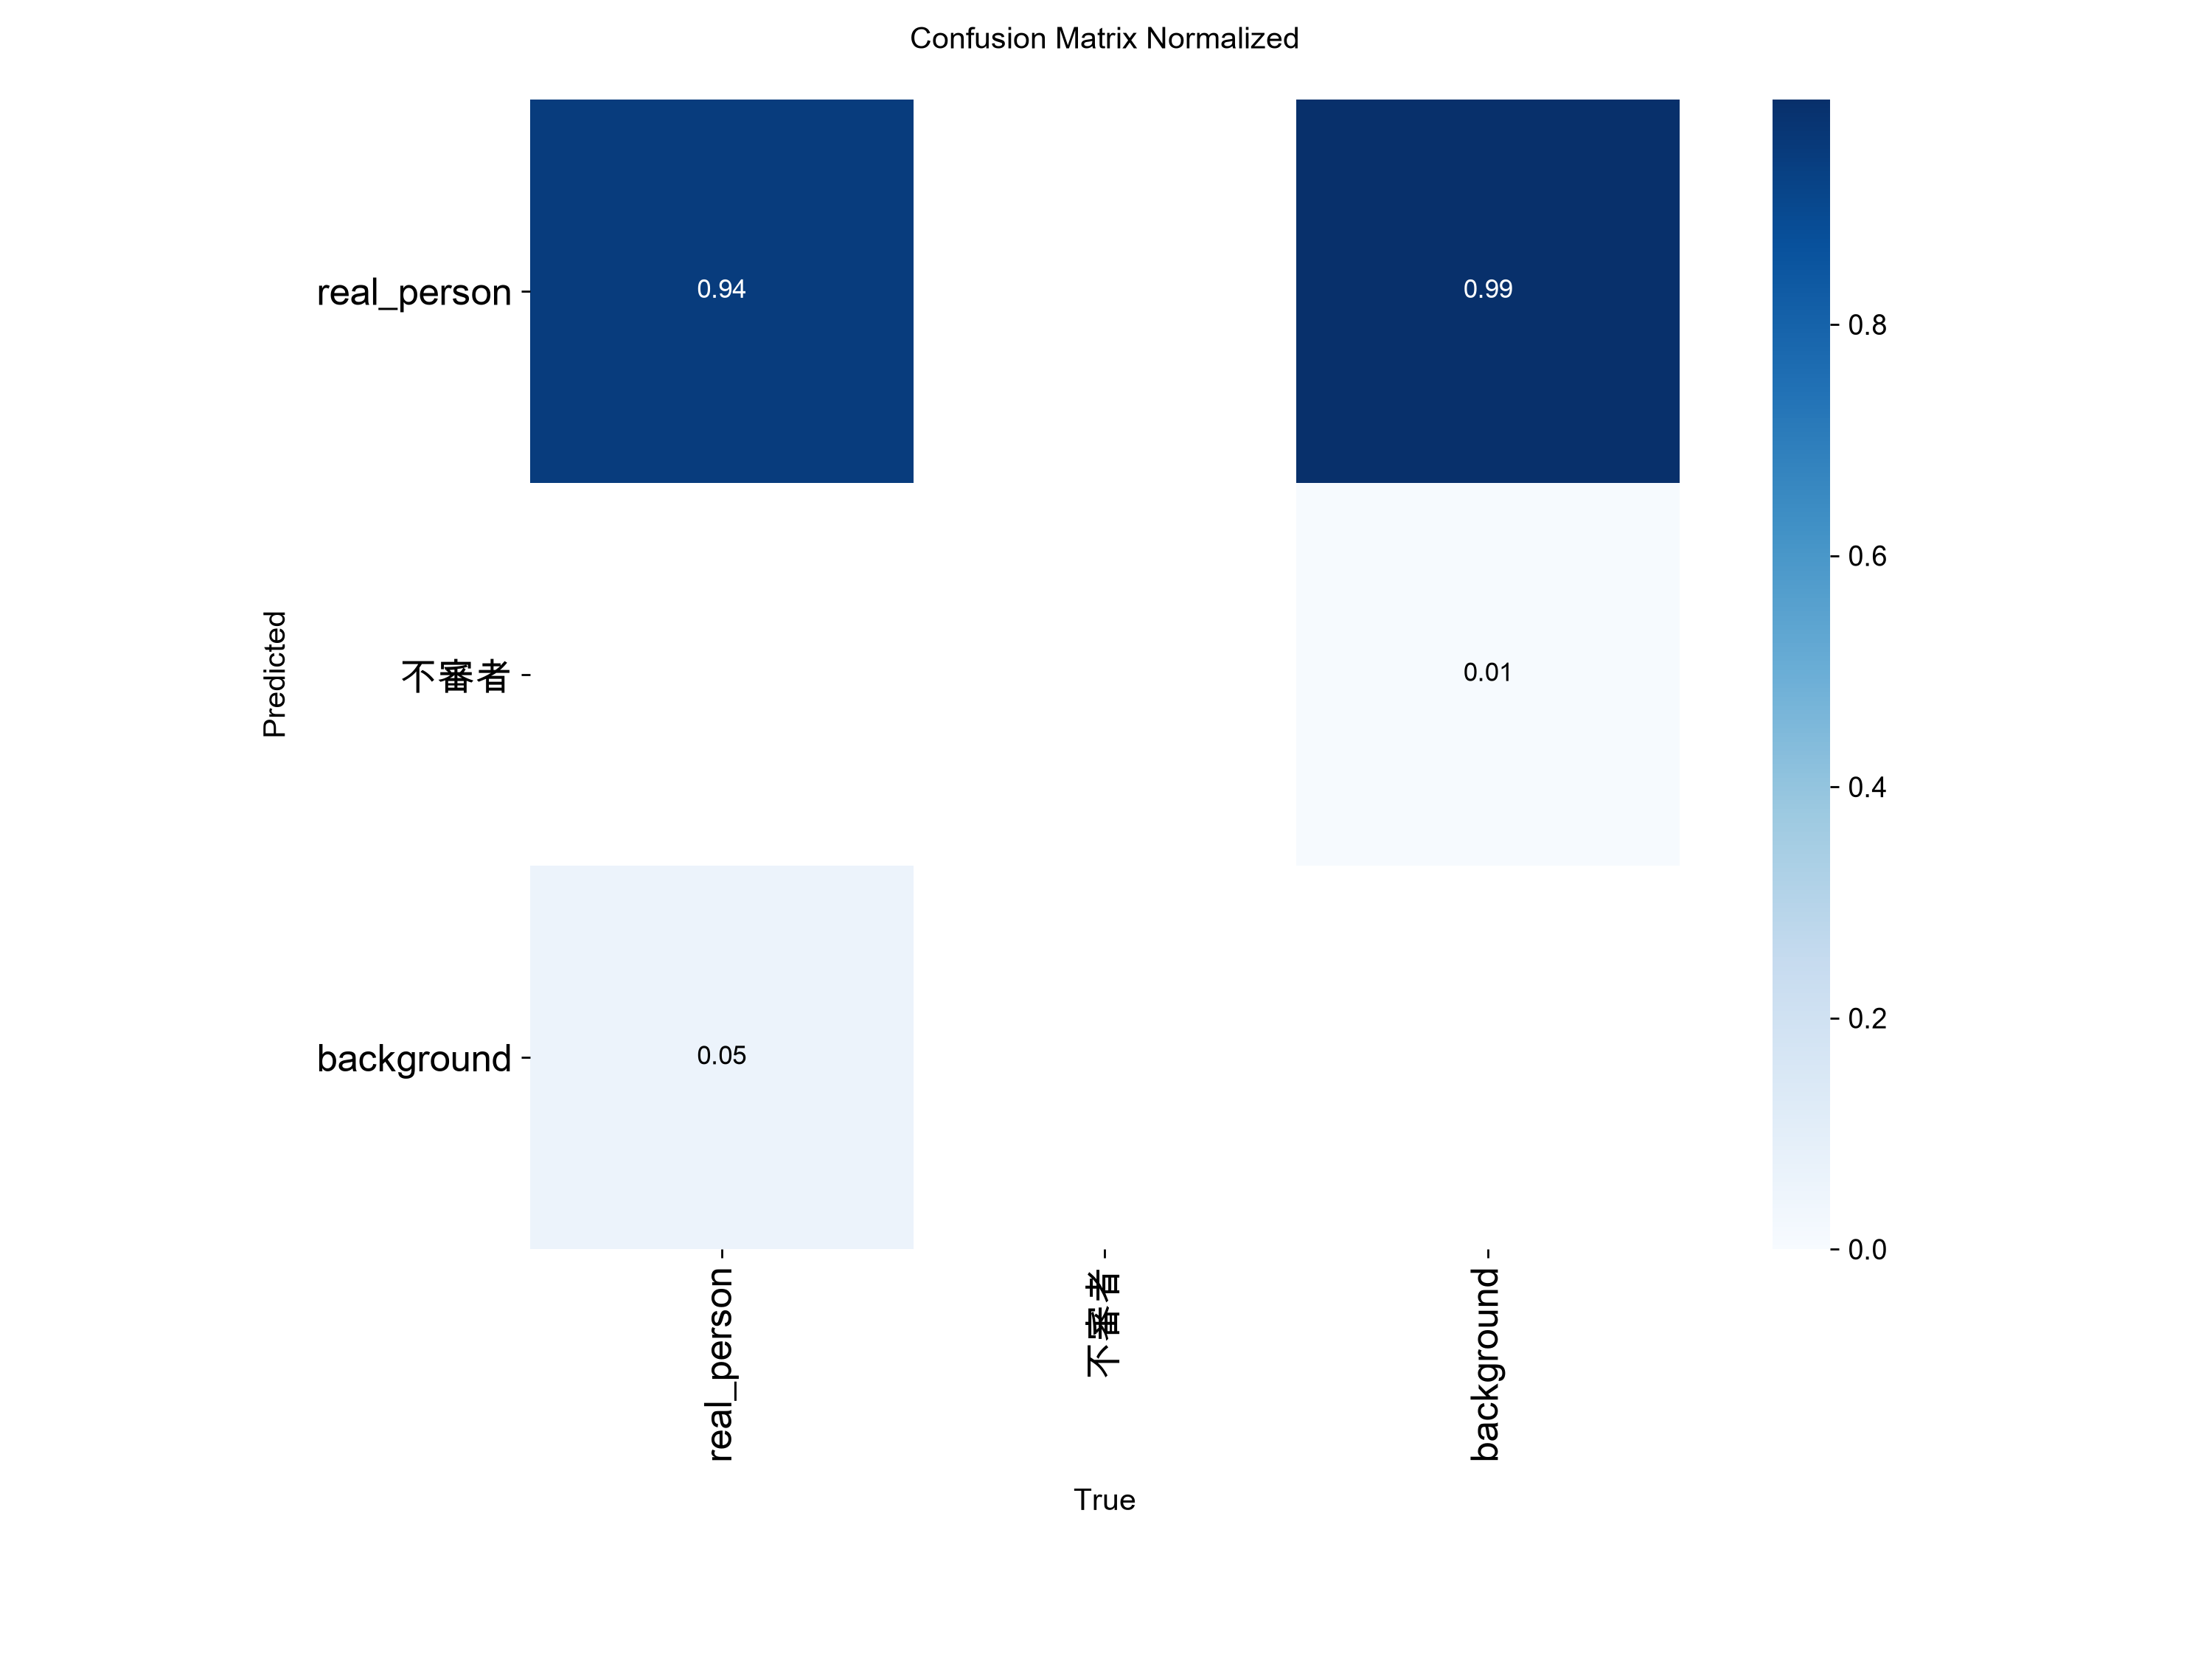 Confusion Matrix Normalized
real_person
0.94
0.99
0.8
0.6
Predicted
不審者
0.01
0.4
0.2
background
0.05
0.0
real_person
不審者
background
True